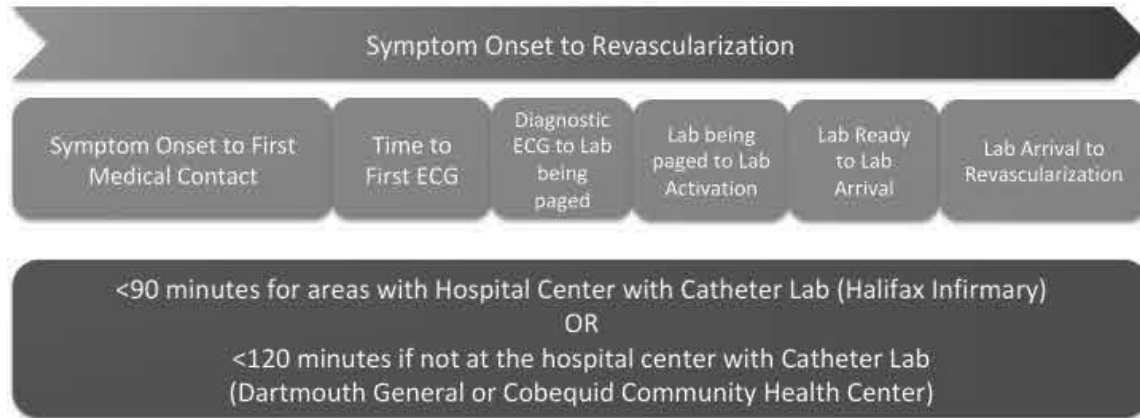 Symptom Onset to Revascularization
Symptom Onset to First
Medical Contact
Time to
First ECG
Diagnostic
ECG to Lab
being
paged
Lab being
paged to Lab
Activation
Lab Ready
to Lab
Arrival
Lab Arrival to
Revascularization
<90 minutes for areas with Hospital Center with Catheter Lab (Halifax Infirmary)
OR
<120 minutes if not at the hospital center with Catheter Lab
(Dartmouth General or Cobequid Community Health Center)